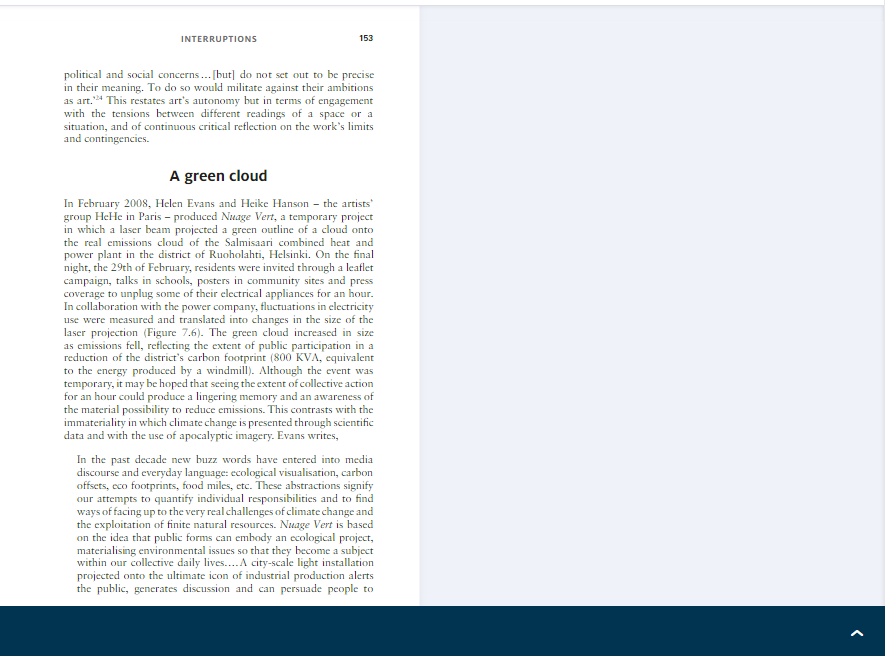 INTERRUPTIONS 153
political and social concerns…[but] do not set out to be precise
in their meaning. To do so would militate against their ambitions
as art.'²⁴ This restates art's autonomy but in terms of engagement
with the tensions between different readings of a space or a
situation, and of continuous critical reflection on the work's limits
and contingencies.
A green cloud
In February 2008, Helen Evans and Heike Hanson – the artists'
group HeHe in Paris – produced Nuage Vert, a temporary project
in which a laser beam projected a green outline of a cloud onto
the real emissions cloud of the Salmisaari combined heat and
power plant in the district of Ruoholahti, Helsinki. On the final
night, the 29th of February, residents were invited through a leaflet
campaign, talks in schools, posters in community sites and press
coverage to unplug some of their electrical appliances for an hour.
In collaboration with the power company, fluctuations in electricity
use were measured and translated into changes in the size of the
laser projection (Figure 7.6). The green cloud increased in size
as emissions fell, reflecting the extent of public participation in a
reduction of the district's carbon footprint (800 KVA, equivalent
to the energy produced by a windmill). Although the event was
temporary, it may be hoped that seeing the extent of collective action
for an hour could produce a lingering memory and an awareness of
the material possibility to reduce emissions. This contrasts with the
immateriality in which climate change is presented through scientific
data and with the use of apocalyptic imagery. Evans writes,
In the past decade new buzz words have entered into media
discourse and everyday language: ecological visualisation, carbon
offsets, eco footprints, food miles, etc. These abstractions signify
our attempts to quantify individual responsibilities and to find
ways of facing up to the very real challenges of climate change and
the exploitation of finite natural resources. Nuage Vert is based
on the idea that public forms can embody an ecological project,
materialising environmental issues so that they become a subject
within our collective daily lives.…A city-scale light installation
projected onto the ultimate icon of industrial production alerts
the public, generates discussion and can persuade people to